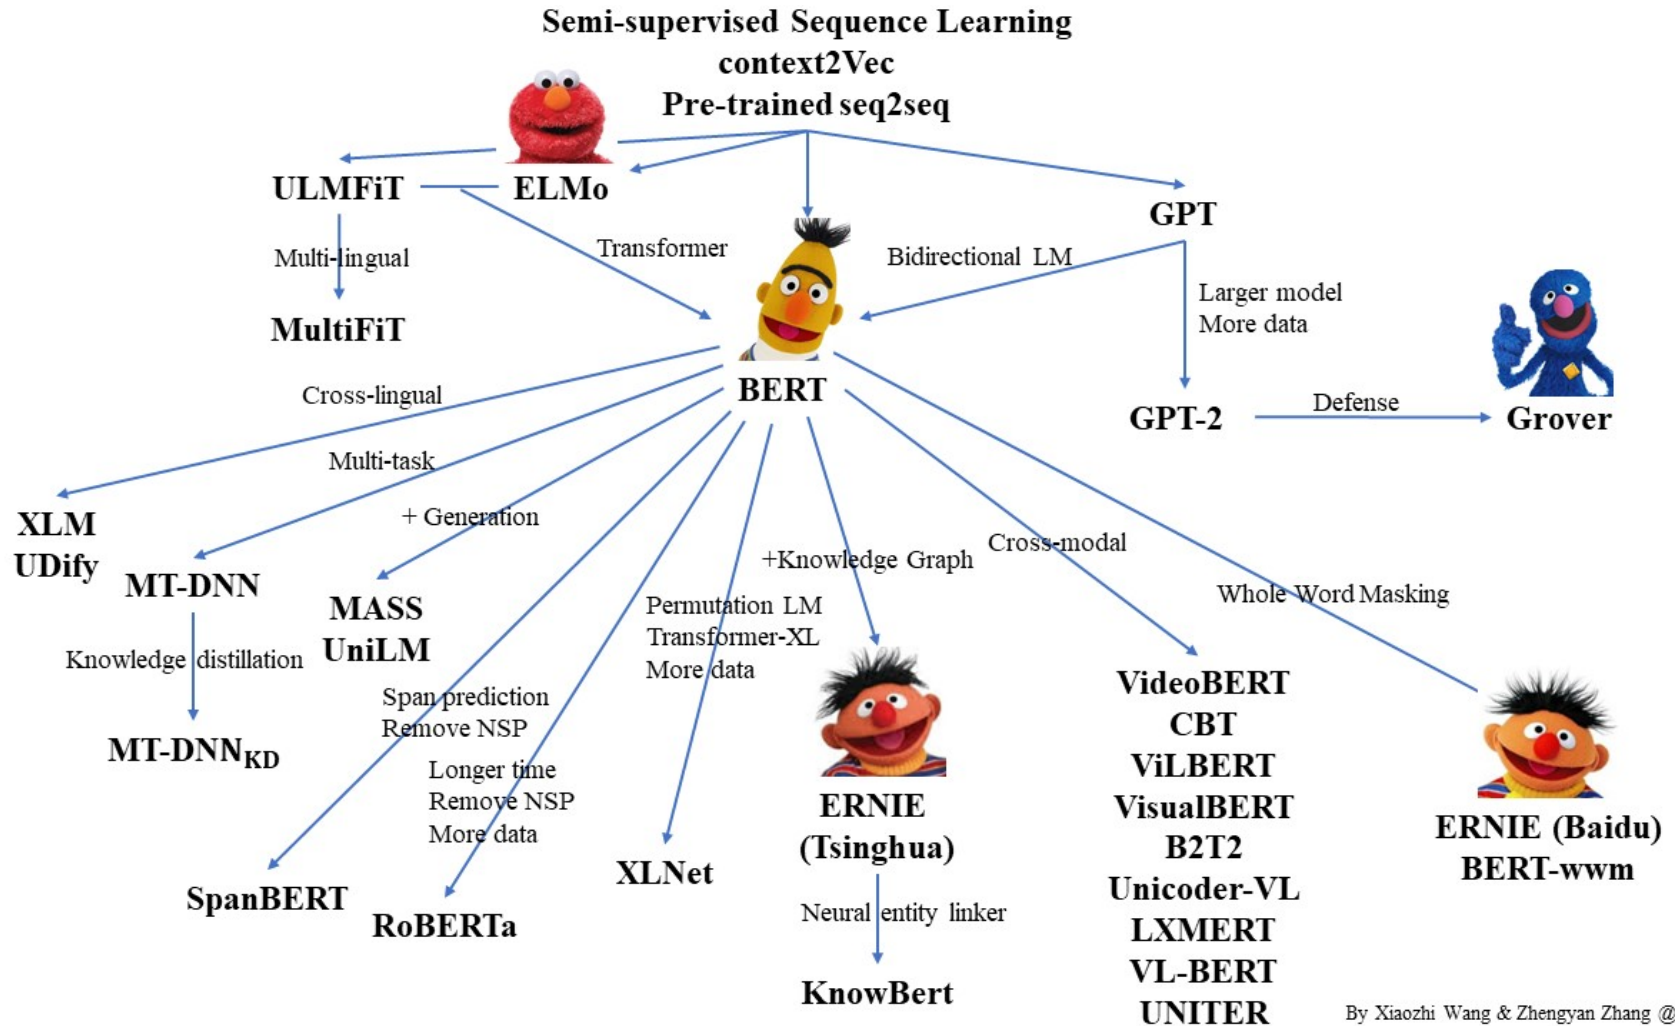 Semi-supervised Sequence Learning
context2Vec
Pre-trained seq2seq
ULMFiT
ELMo
GPT
Multi-lingual
Transformer
Bidirectional LM
Larger model
More data
MultiFiT
BERT
GPT-2
Defense
Grover
Cross-lingual
Multi-task
+ Generation
+Knowledge Graph
Cross-modal
Whole Word Masking
XLM
UDify
MT-DNN
MASS
UniLM
Knowledge distillation
MT-DNNKD
Span prediction
Remove NSP
Longer time
Remove NSP
More data
Permutation LM
Transformer-XL
More data
SpanBERT
RoBERTa
XLNet
ERNIE
(Tsinghua)
Neural entity linker
KnowBert
VideoBERT
CBT
ViLBERT
VisualBERT
B2T2
Unicoder-VL
LXMERT
VL-BERT
UNITER
ERNIE (Baidu)
BERT-wwm
By Xiaozhi Wang & Zhengyan Zhang @